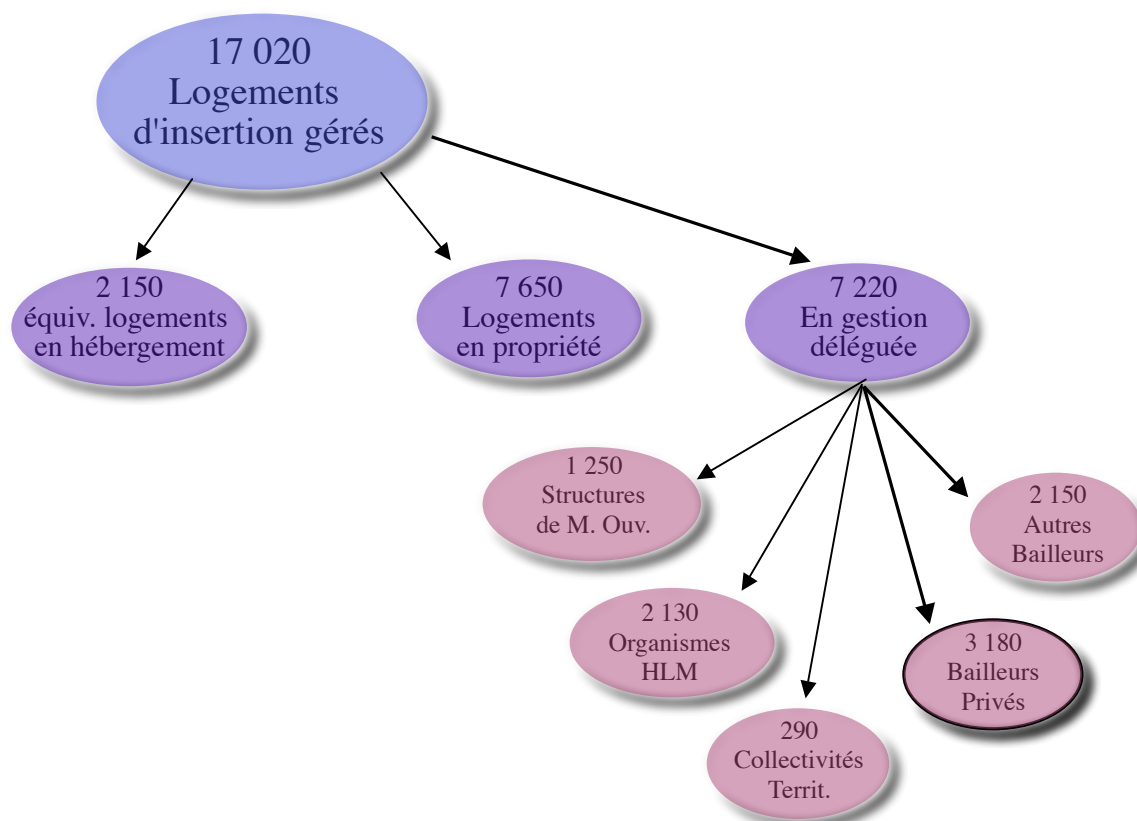 17 020
Logements
d'insertion gérés
2 150
équiv. logements
en hébergement
7 650
Logements
en propriété
7 220
En gestion
déléguée
1 250
Structures
de M. Ouv.
2 150
Autres
Bailleurs
2 130
Organismes
HLM
3 180
Bailleurs
Privés
290
Collectivités
Territ.